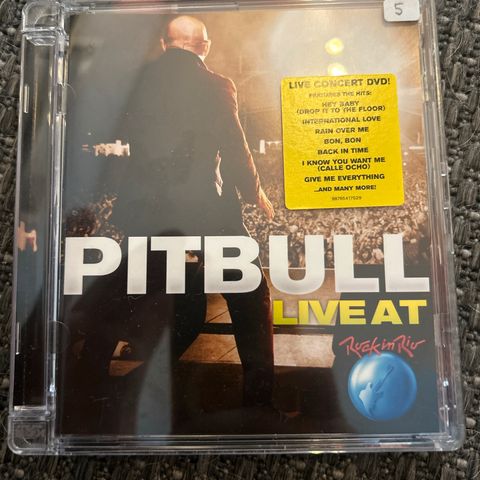 5
LIVE CONCERT DVD!
FEATURES THE HITS:
HEY BABY
(DROP IT TO THE FLOOR)
INTERNATIONAL LOVE
RAIN OVER ME
BON, BON
BACK IN TIME
I KNOW YOU WANT ME
(CALLE OCHO)
GIVE ME EVERYTHING
...AND MANY MORE!
88765417529
PITBULL
LIVE AT
Rock in Rio